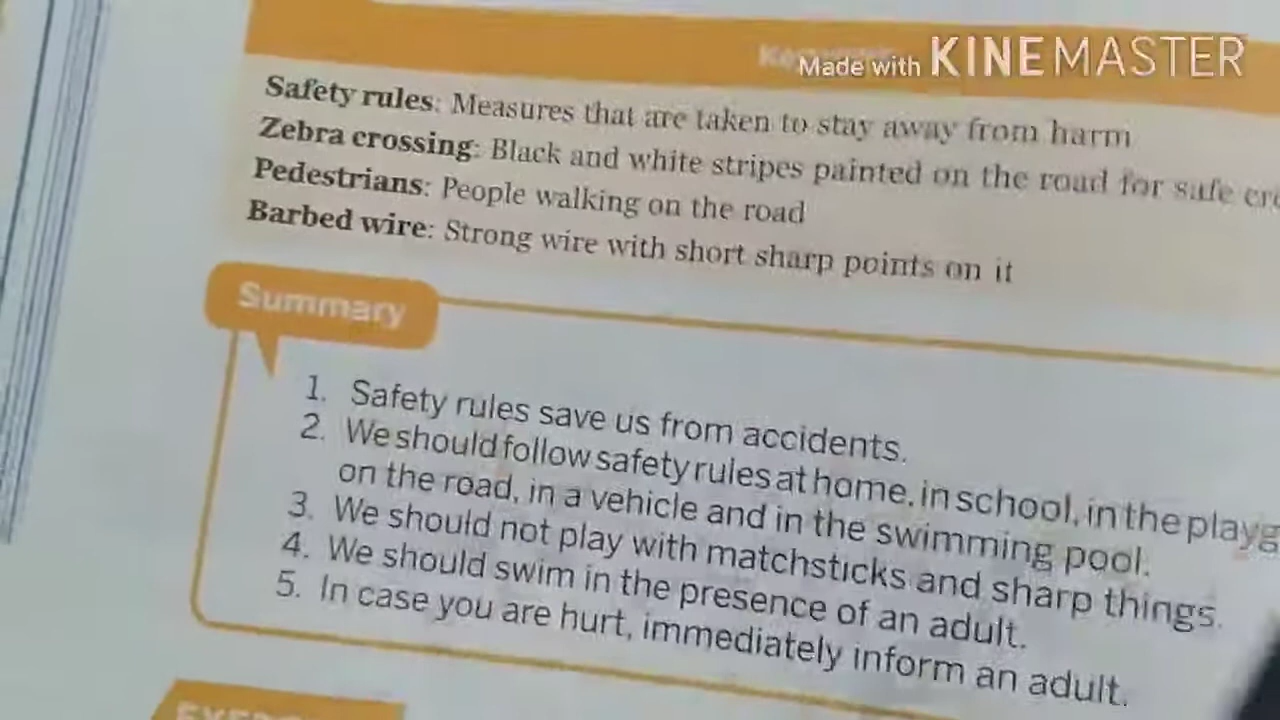 Made with KINEMASTER
Safety rules: Measures that are taken to stay away from harm
Zebra crossing: Black and white stripes painted on the road for safe
Pedestrians: People walking on the road
Barbed wire: Strong wire with short sharp points on it
Summary
1. Safety rules save us from accidents.
2. We should follow safety rules at home, in school, in the
on the road, in a vehicle and in the swimming pool.
3. We should not play with matchsticks and sharp things.
4. We should swim in the presence of an adult.
5. In case you are hurt, immediately inform an adult.